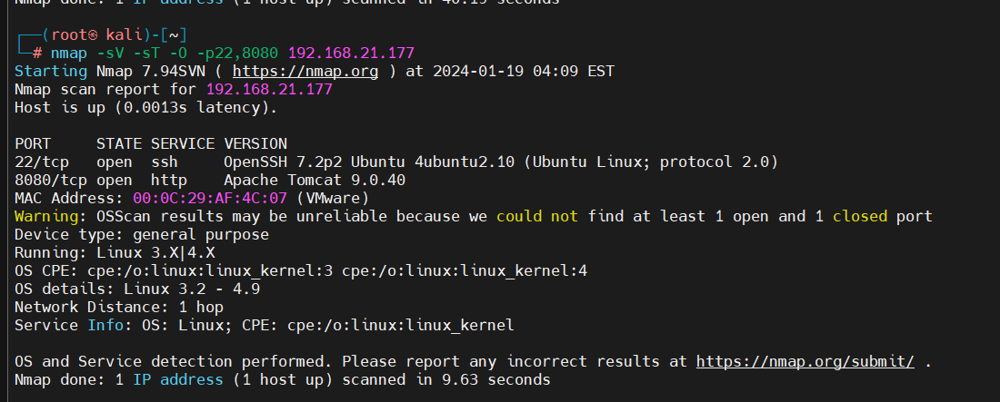 Nmap done: 1 IP address (1 host up) scanned in 40.19 seconds
┌──(root㉿ kali)-[~]
└─# nmap -sV -sT -O -p22,8080 192.168.21.177
Starting Nmap 7.94SVN ( https://nmap.org ) at 2024-01-19 04:09 EST
Nmap scan report for 192.168.21.177
Host is up (0.0013s latency).
PORT     STATE SERVICE VERSION
22/tcp   open  ssh     OpenSSH 7.2p2 Ubuntu 4ubuntu2.10 (Ubuntu Linux; protocol 2.0)
8080/tcp open  http    Apache Tomcat 9.0.40
MAC Address: 00:0C:29:AF:4C:07 (VMware)
Warning: OSScan results may be unreliable because we could not find at least 1 open and 1 closed port
Device type: general purpose
Running: Linux 3.X|4.X
OS CPE: cpe:/o:linux:linux_kernel:3 cpe:/o:linux:linux_kernel:4
OS details: Linux 3.2 - 4.9
Network Distance: 1 hop
Service Info: OS: Linux; CPE: cpe:/o:linux:linux_kernel
OS and Service detection performed. Please report any incorrect results at https://nmap.org/submit/ .
Nmap done: 1 IP address (1 host up) scanned in 9.63 seconds